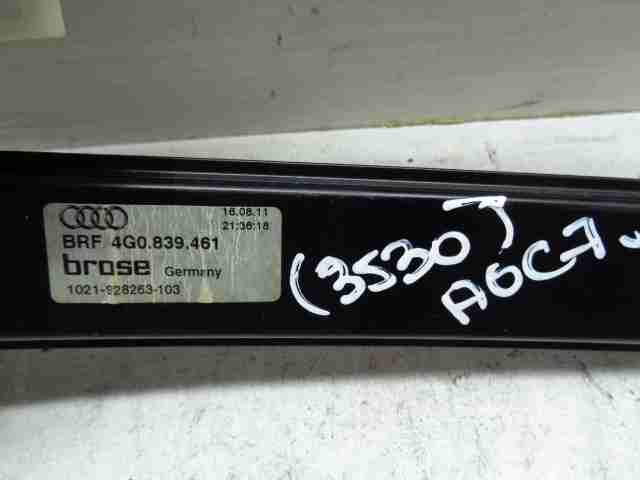 16.08.11
21:36:18
BRF 4G0.839,461
brose Germany
1021-928263-103
(3530)
A6C7